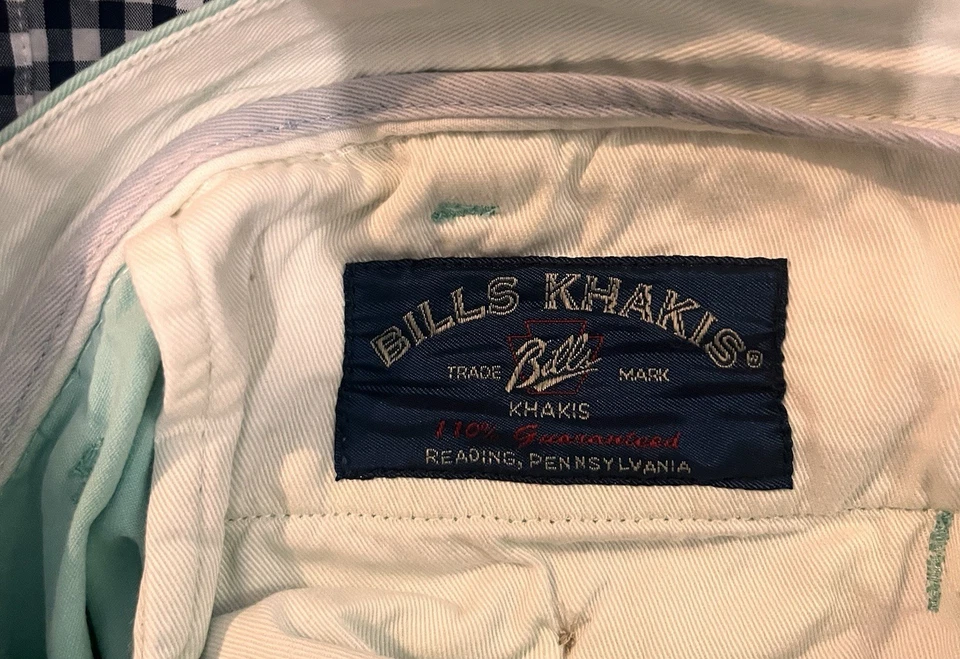 BILLS KHAKIS®
TRADE Bills MARK
KHAKIS
110% Guaranteed
READING, PENNSYLVANIA